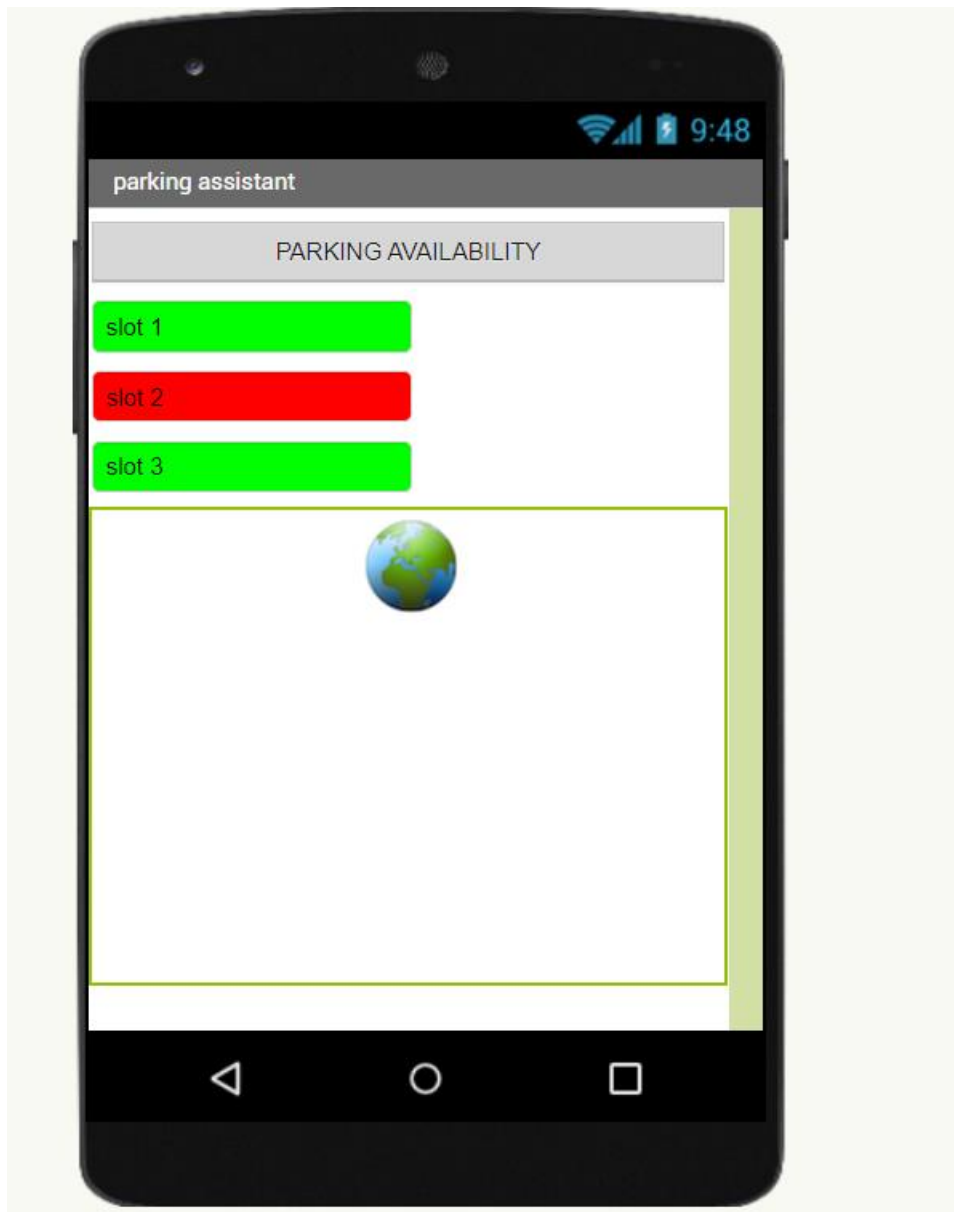 9:48
parking assistant
PARKING AVAILABILITY
slot 1
slot 2
slot 3